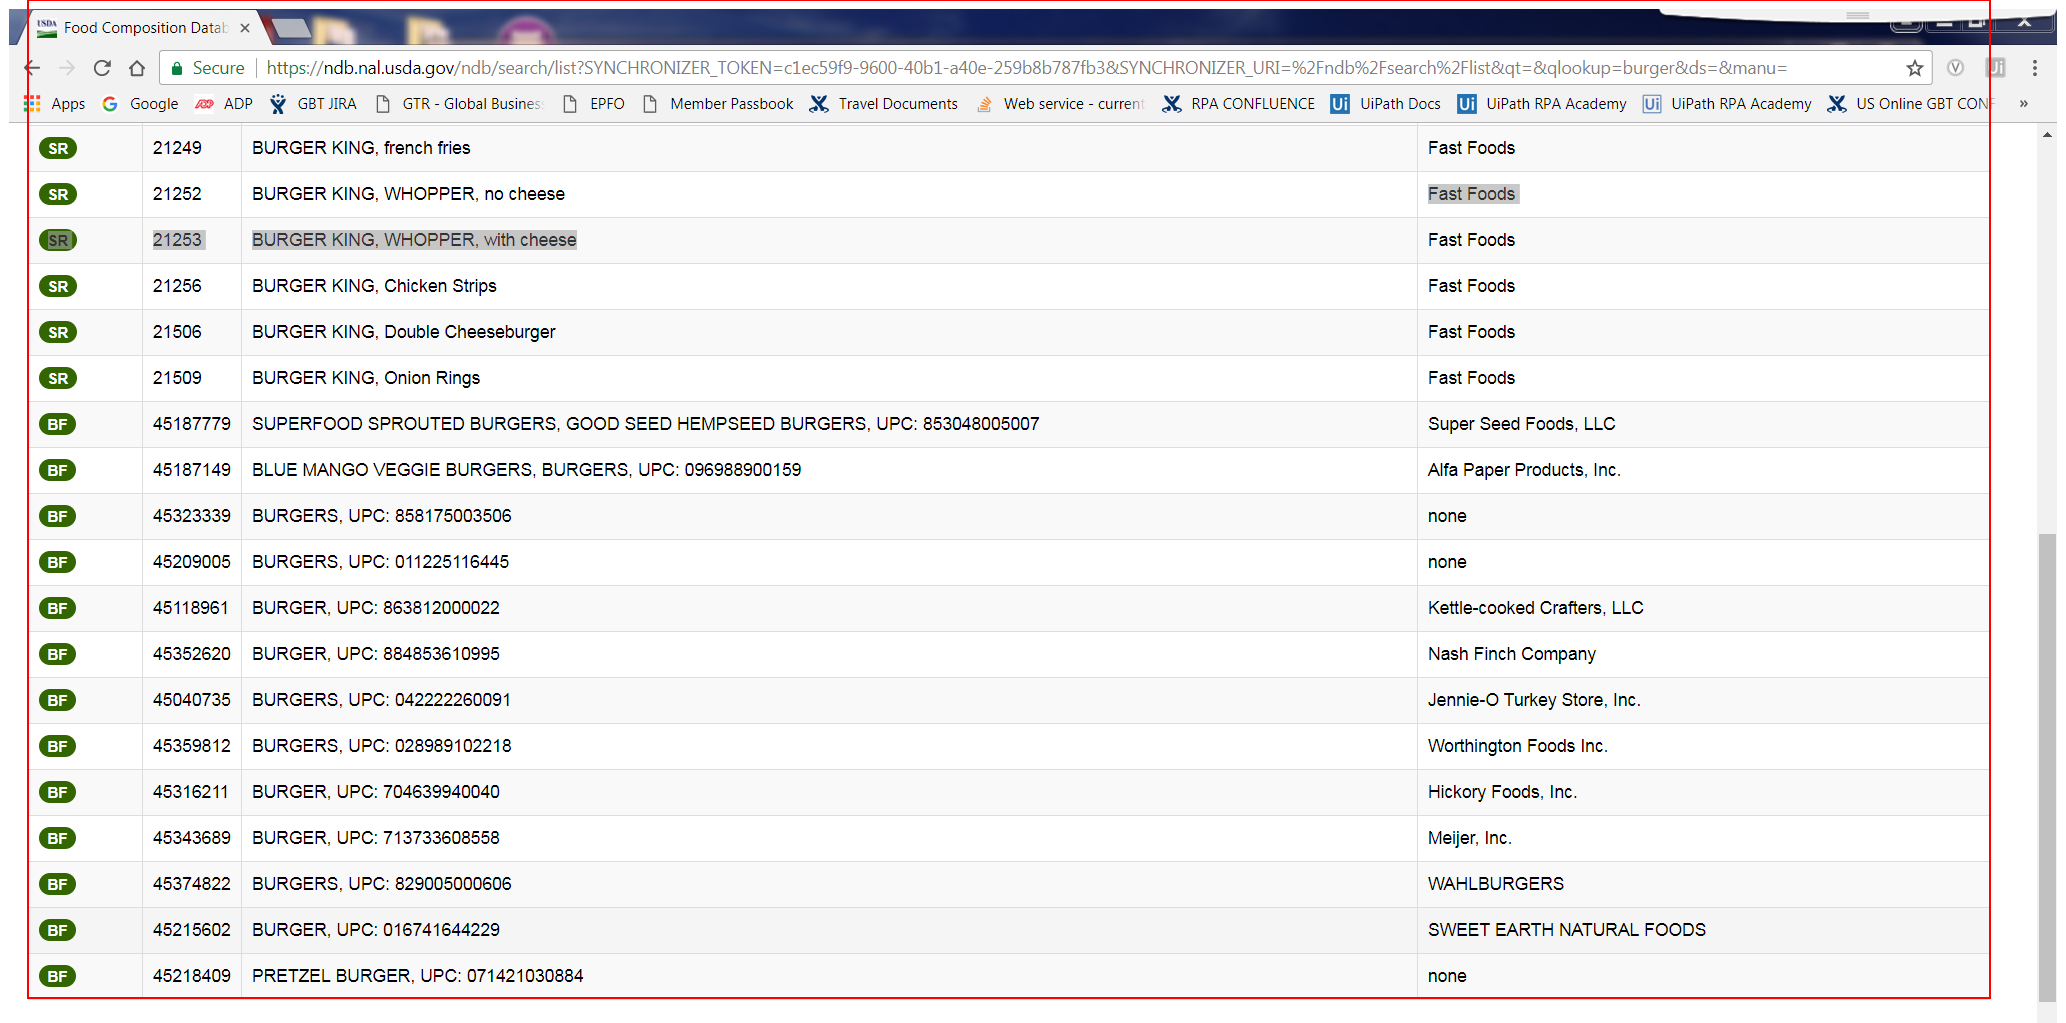 USDA Food Composition Datab
Secure https://ndb.nal.usda.gov/ndb/search/list?SYNCHRONIZER_TOKEN=c1ec59f9-9600-40b1-a40e-259b8b787fb3&SYNCHRONIZER_URI=%2Fndb%2Fsearch%2Flist&qt=&qlookup=burger&ds=&manu= V Ui
Apps G Google ADP ADP GBT JIRA GTR - Global Busines EPFO Member Passbook Travel Documents Web service - current RPA CONFLUENCE Ui UiPath Docs Ui UiPath RPA Academy Ui UiPath RPA Academy US Online GBT CONF »
SR 21249 BURGER KING, french fries Fast Foods
SR 21252 BURGER KING, WHOPPER, no cheese Fast Foods
SR 21253 BURGER KING, WHOPPER, with cheese Fast Foods
SR 21256 BURGER KING, Chicken Strips Fast Foods
SR 21506 BURGER KING, Double Cheeseburger Fast Foods
SR 21509 BURGER KING, Onion Rings Fast Foods
BF 45187779 SUPERFOOD SPROUTED BURGERS, GOOD SEED HEMPSEED BURGERS, UPC: 853048005007 Super Seed Foods, LLC
BF 45187149 BLUE MANGO VEGGIE BURGERS, BURGERS, UPC: 096988900159 Alfa Paper Products, Inc.
BF 45323339 BURGERS, UPC: 858175003506 none
BF 45209005 BURGERS, UPC: 011225116445 none
BF 45118961 BURGER, UPC: 863812000022 Kettle-cooked Crafters, LLC
BF 45352620 BURGER, UPC: 884853610995 Nash Finch Company
BF 45040735 BURGERS, UPC: 042222260091 Jennie-O Turkey Store, Inc.
BF 45359812 BURGERS, UPC: 028989102218 Worthington Foods Inc.
BF 45316211 BURGER, UPC: 704639940040 Hickory Foods, Inc.
BF 45343689 BURGER, UPC: 713733608558 Meijer, Inc.
BF 45374822 BURGERS, UPC: 829005000606 WAHLBURGERS
BF 45215602 BURGER, UPC: 016741644229 SWEET EARTH NATURAL FOODS
BF 45218409 PRETZEL BURGER, UPC: 071421030884 none